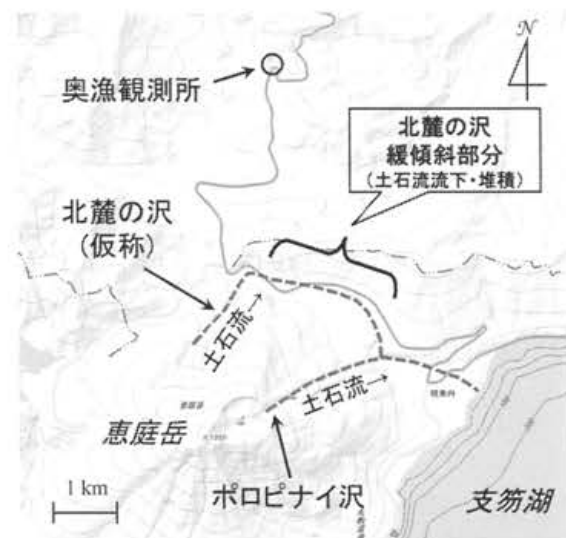 N
奥漁観測所
北麓の沢
緩傾斜部分
(土石流流下・堆積)
北麓の沢
(仮称)
土石流→
土石流→
恵庭岳
1 km
ポロピナイ沢
支笏湖